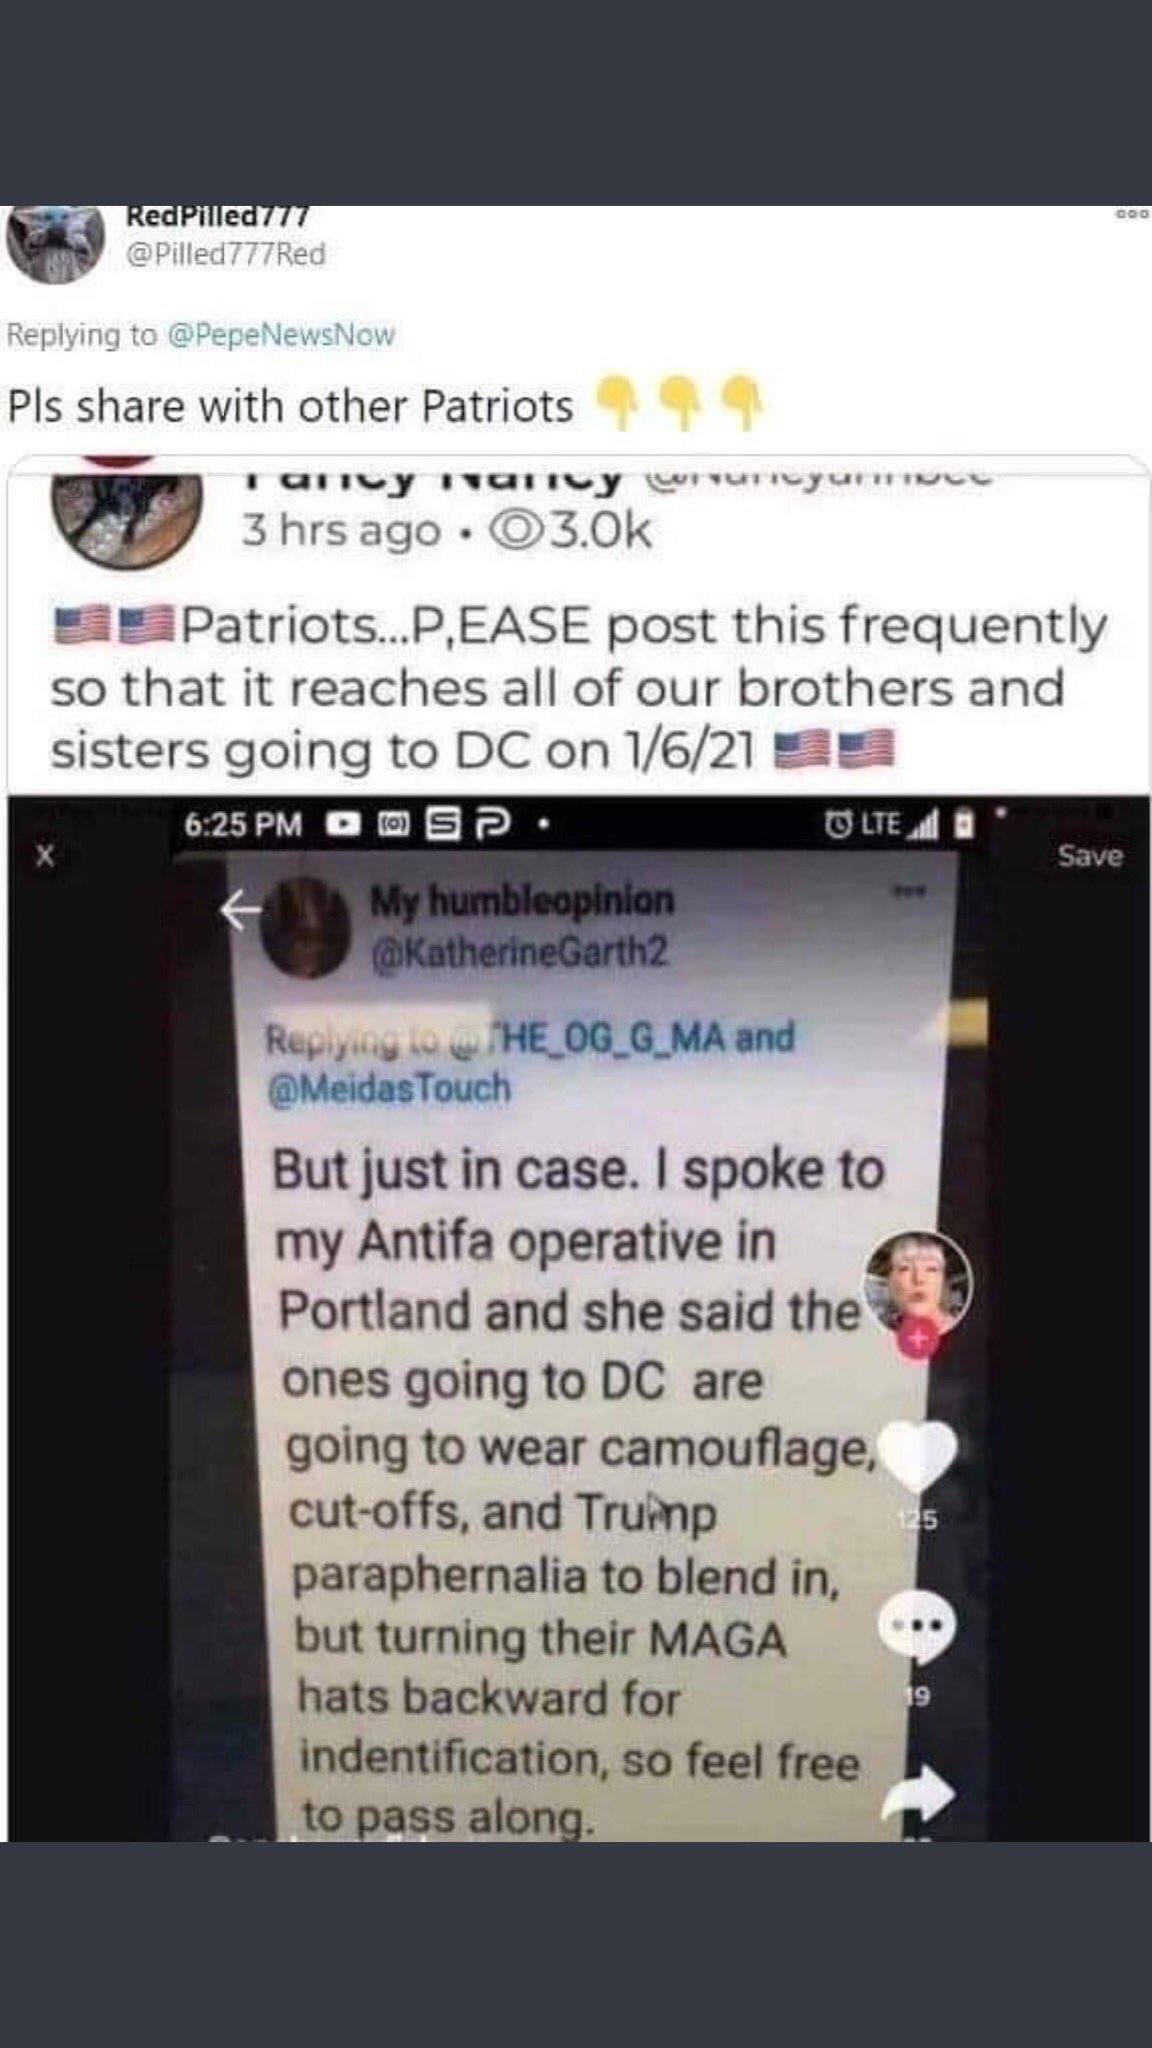 RedPilled777
@Pilled777Red
Replying to @PepeNewsNow
Pls share with other Patriots 👇👇👇
Fancy Nancy
3 hrs ago • 3.0k
🇺🇸🇺🇸Patriots...P,EASE post this frequently
so that it reaches all of our brothers and
sisters going to DC on 1/6/21 🇺🇸🇺🇸
6:25 PM
LTE
X
Save
My humbleopinion
@KatherineGarth2
Replying to @THE_OG_G_MA and
@MeidasTouch
But just in case. I spoke to
my Antifa operative in
Portland and she said the
ones going to DC are
going to wear camouflage,
cut-offs, and Trump
paraphernalia to blend in,
but turning their MAGA
hats backward for
indentification, so feel free
to pass along.
125
19